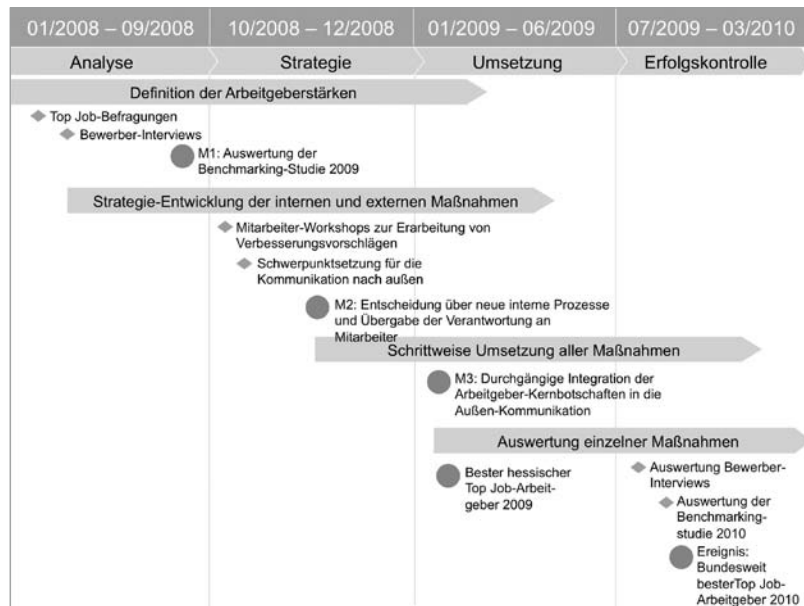 01/2008 – 09/2008
10/2008 – 12/2008
01/2009 – 06/2009
07/2009 – 03/2010
Analyse
Strategie
Umsetzung
Erfolgskontrolle
Definition der Arbeitgeberstärken
Top Job-Befragungen
Bewerber-Interviews
M1: Auswertung der
Benchmarking-Studie 2009
Strategie-Entwicklung der internen und externen Maßnahmen
Mitarbeiter-Workshops zur Erarbeitung von
Verbesserungsvorschlägen
Schwerpunktsetzung für die
Kommunikation nach außen
M2: Entscheidung über neue interne Prozesse
und Übergabe der Verantwortung an
Mitarbeiter
Schrittweise Umsetzung aller Maßnahmen
M3: Durchgängige Integration der
Arbeitgeber-Kernbotschaften in die
Außen-Kommunikation
Auswertung einzelner Maßnahmen
Bester hessischer
Top Job-Arbeit-
geber 2009
Auswertung Bewerber-
Interviews
Auswertung der
Benchmarking-
studie 2010
Ereignis:
Bundesweit
besterTop Job-
Arbeitgeber 2010